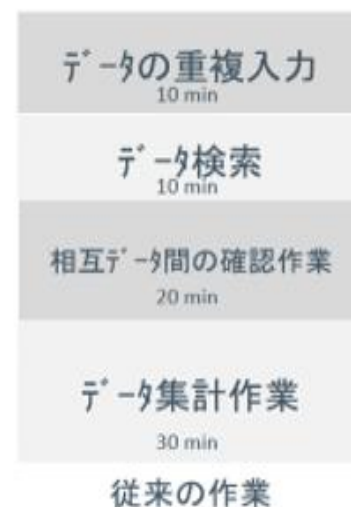 ﾃﾞｰﾀの重複入力
10 min
ﾃﾞｰﾀ検索
10 min
相互ﾃﾞｰﾀ間の確認作業
20 min
ﾃﾞｰﾀ集計作業
30 min
従来の作業